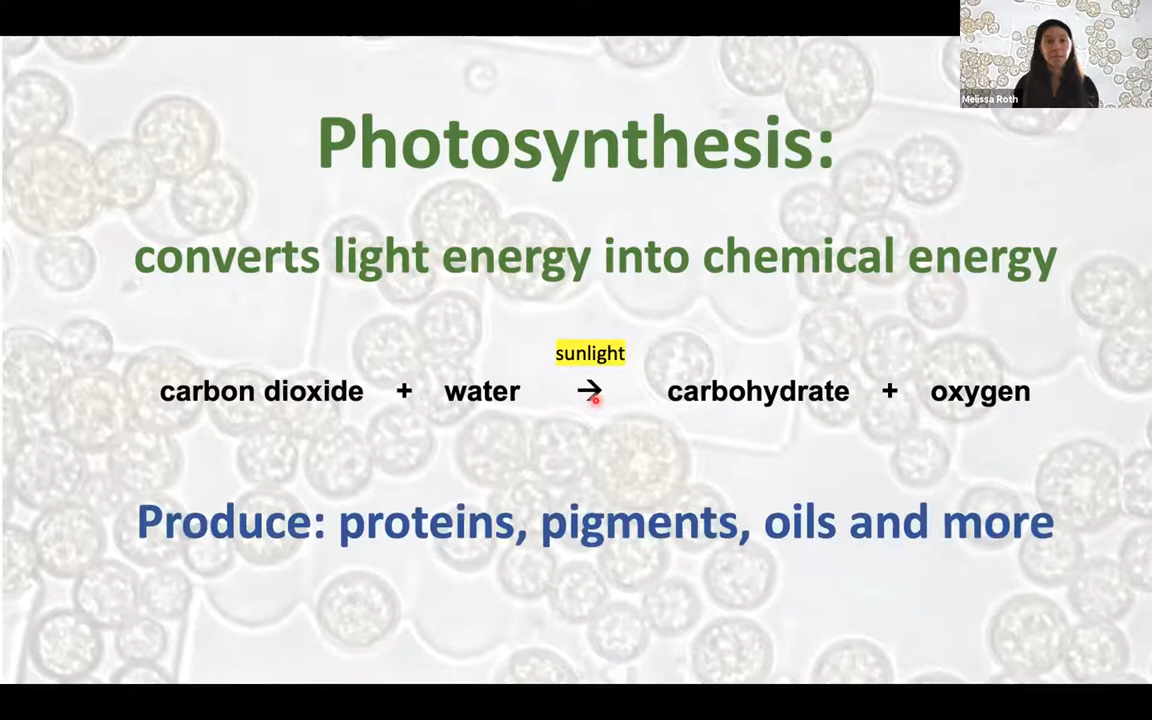 Melissa Roth
Photosynthesis:
converts light energy into chemical energy
sunlight
carbon dioxide + water → carbohydrate + oxygen
Produce: proteins, pigments, oils and more